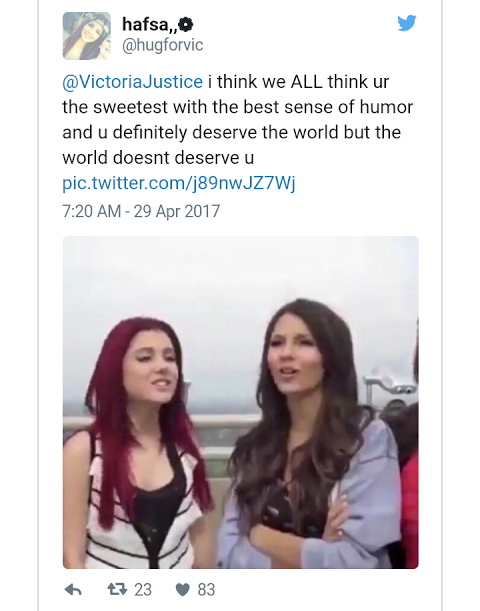 hafsa,,
@hugforvic
@VictoriaJustice i think we ALL think ur
the sweetest with the best sense of humor
and u definitely deserve the world but the
world doesnt deserve u
pic.twitter.com/j89nwJZ7Wj
7:20 AM - 29 Apr 2017
23 83